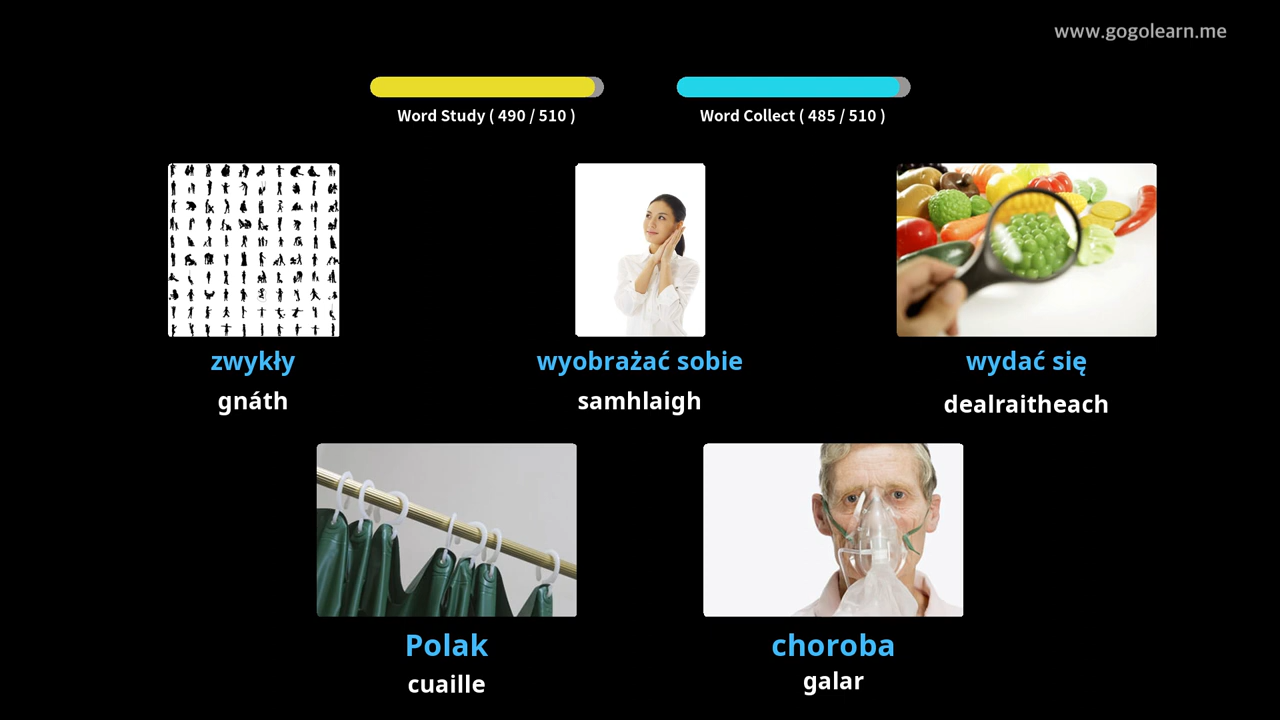 www.gogolearn.me
Word Study ( 490 / 510 )
Word Collect ( 485 / 510 )
zwykły
gnáth
wyobrażać sobie
samhlaigh
wydać się
dealraitheach
Polak
cuaille
choroba
galar